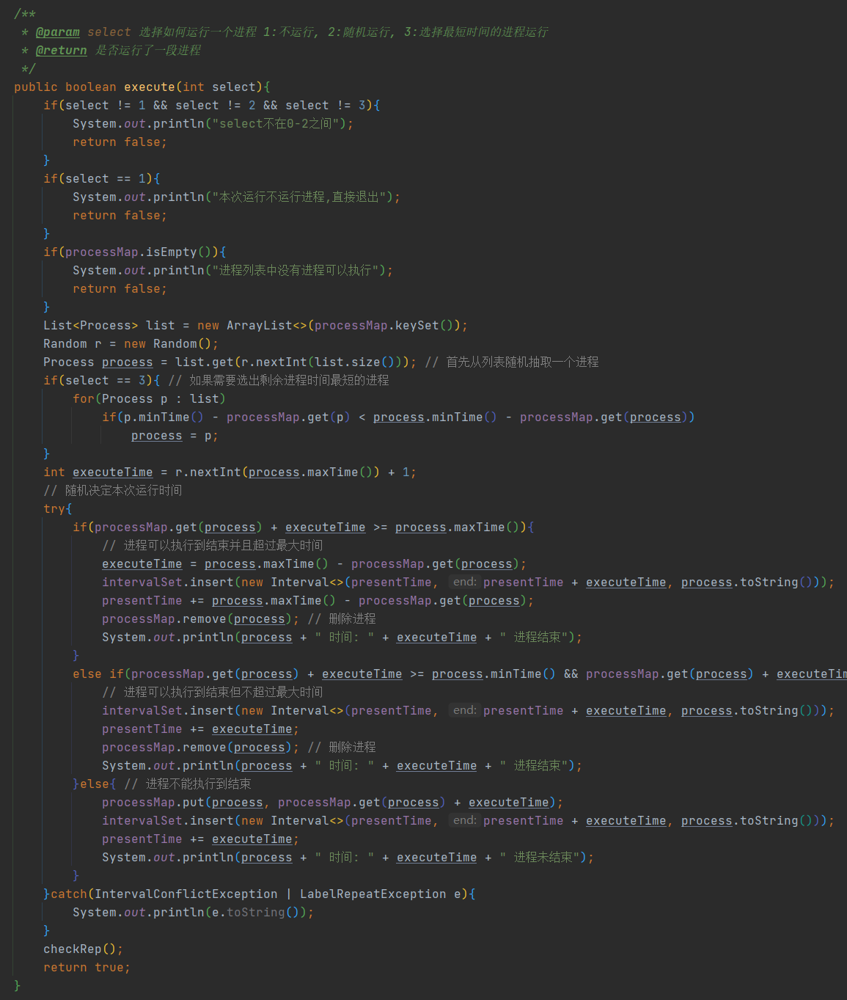 /**
 * @param select 选择如何运行一个进程 1:不运行, 2:随机运行, 3:选择最短时间的进程运行
 * @return 是否运行了一段进程
 */
public boolean execute(int select){
    if(select != 1 && select != 2 && select != 3){
        System.out.println("select不在0-2之间");
        return false;
    }
    if(select == 1){
        System.out.println("本次运行不运行进程,直接退出");
        return false;
    }
    if(processMap.isEmpty()){
        System.out.println("进程列表中没有进程可以执行");
        return false;
    }
    List<Process> list = new ArrayList<>(processMap.keySet());
    Random r = new Random();
    Process process = list.get(r.nextInt(list.size())); // 首先从列表随机抽取一个进程
    if(select == 3){ // 如果需要选出剩余进程时间最短的进程
        for(Process p : list)
            if(p.minTime() - processMap.get(p) < process.minTime() - processMap.get(process))
                process = p;
    }
    int executeTime = r.nextInt(process.maxTime()) + 1;
    // 随机决定本次运行时间
    try{
        if(processMap.get(process) + executeTime >= process.maxTime()){
            // 进程可以执行到结束并且超过最大时间
            executeTime = process.maxTime() - processMap.get(process);
            intervalSet.insert(new Interval<>(presentTime, end: presentTime + executeTime, process.toString()));
            presentTime += process.maxTime() - processMap.get(process);
            processMap.remove(process); // 删除进程
            System.out.println(process + " 时间: " + executeTime + " 进程结束");
        }
        else if(processMap.get(process) + executeTime >= process.minTime() && processMap.get(process) + executeTim
            // 进程可以执行到结束但不超过最大时间
            intervalSet.insert(new Interval<>(presentTime, end: presentTime + executeTime, process.toString()));
            presentTime += executeTime;
            processMap.remove(process); // 删除进程
            System.out.println(process + " 时间: " + executeTime + " 进程结束");
        }else{ // 进程不能执行到结束
            processMap.put(process, processMap.get(process) + executeTime);
            intervalSet.insert(new Interval<>(presentTime, end: presentTime + executeTime, process.toString()));
            presentTime += executeTime;
            System.out.println(process + " 时间: " + executeTime + " 进程未结束");
        }
    }catch(IntervalConflictException | LabelRepeatException e){
        System.out.println(e.toString());
    }
    checkRep();
    return true;
}